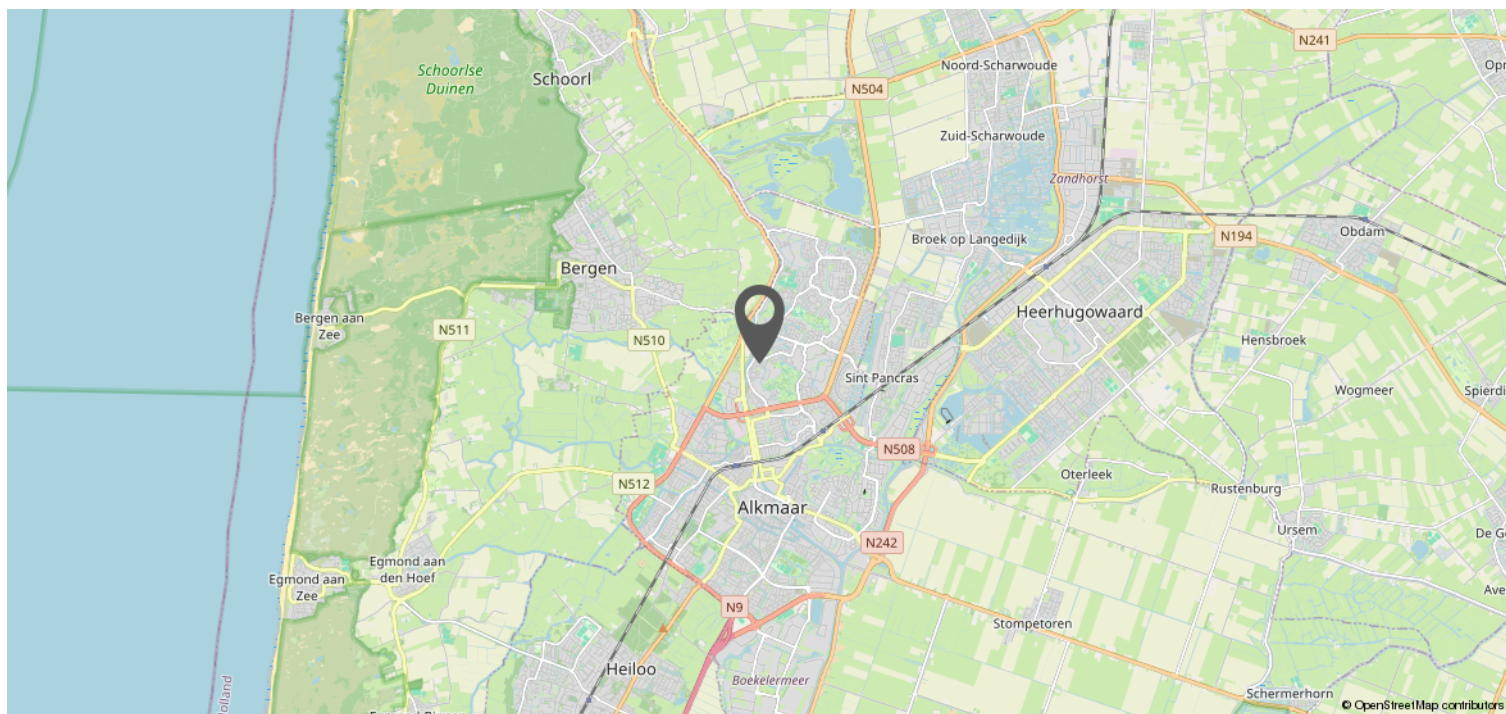 N241
Schoorlse
Duinen
Noord-Scharwoude
Schoorl
N504
Zuid-Scharwoude
Zandhorst
Obdam
N194
Broek op Langedijk
Bergen
Heerhugowaard
Bergen aan
Zee
N511
N510
Hensbroek
Sint Pancras
Wogmeer
N508
Oterleek
N512
Rustenburg
Alkmaar
Ursem
N242
Egmond aan
den Hoef
Egmond aan
Zee
N9
Stompetoren
Heiloo
Boekelermeer
Schermerhorn
© OpenStreetMap contributors